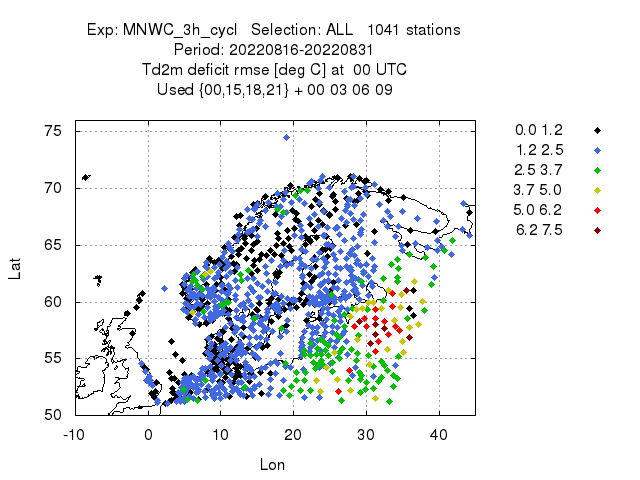 Exp: MNWC_3h_cycl   Selection: ALL   1041 stations
Period: 20220816-20220831
Td2m deficit rmse [deg C] at  00 UTC
Used {00,15,18,21} + 00 03 06 09
75
70
65
60
55
50
-10 0 10 20 30 40
Lat
Lon
0.0 1.2
1.2 2.5
2.5 3.7
3.7 5.0
5.0 6.2
6.2 7.5